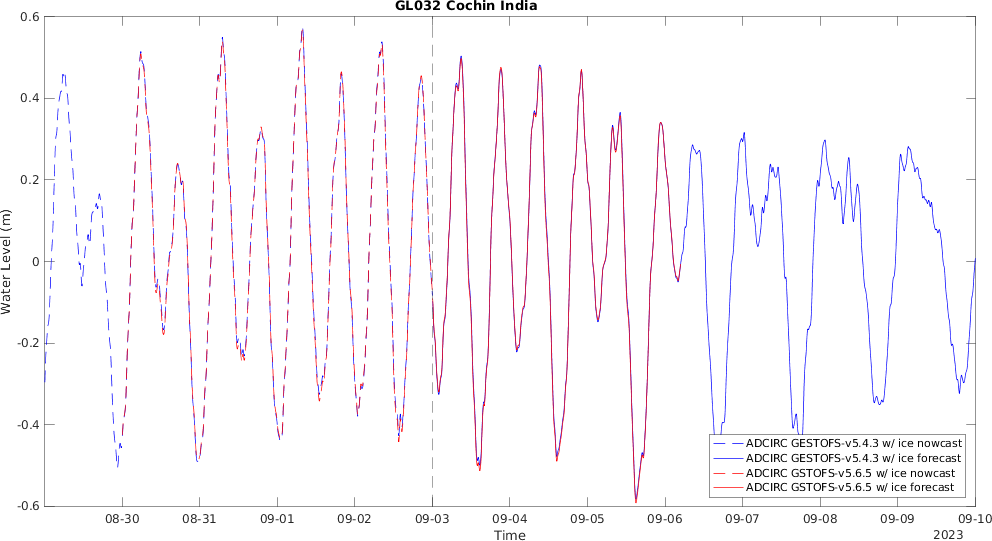 GL032 Cochin India
0.6
0.4
0.2
0
-0.2
-0.4
-0.6
Water Level (m)
ADCIRC GESTOFS-v5.4.3 w/ ice nowcast
ADCIRC GESTOFS-v5.4.3 w/ ice forecast
ADCIRC GSTOFS-v5.6.5 w/ ice nowcast
ADCIRC GSTOFS-v5.6.5 w/ ice forecast
08-30 08-31 09-01 09-02 09-03 09-04 09-05 09-06 09-07 09-08 09-09 09-10
Time
2023